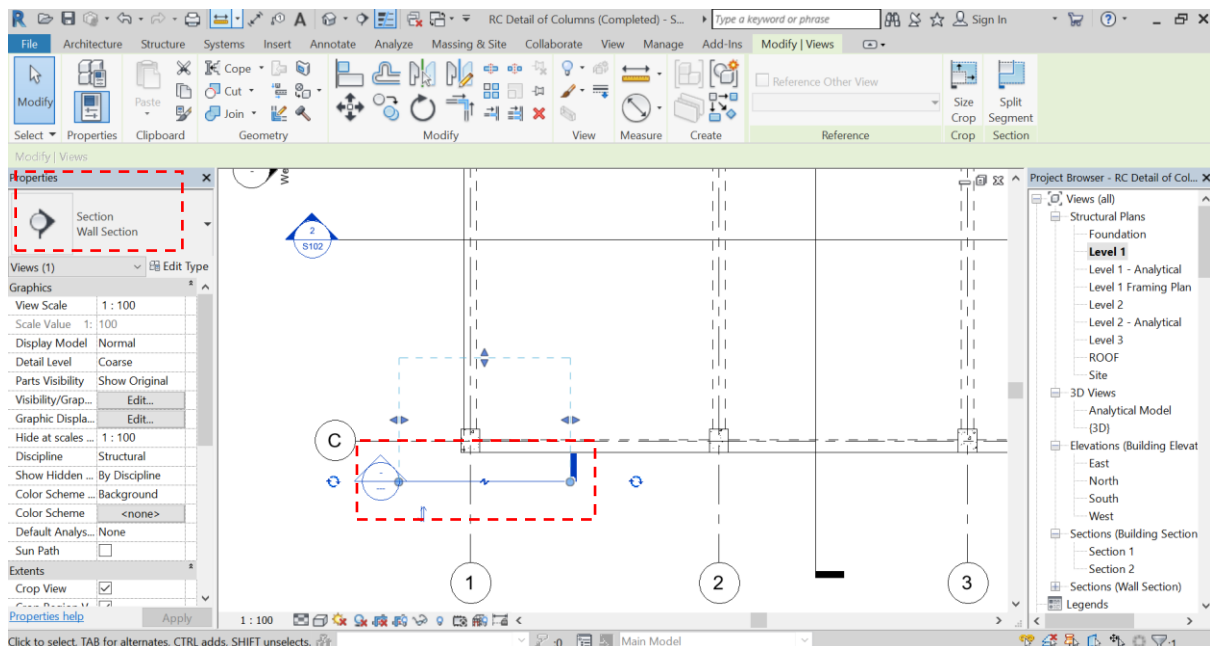 RC Detail of Columns (Completed) - S...
Type a keyword or phrase
Sign In
File Architecture Structure Systems Insert Annotate Analyze Massing & Site Collaborate View Manage Add-Ins Modify | Views
Modify
Paste
Cope
Cut
Join
Reference Other View
Size Crop
Split Segment
Select Properties Clipboard Geometry Modify View Measure Create Reference Crop Section
Modify | Views
Properties
Section
Wall Section
Views (1)
Edit Type
Graphics
View Scale 1 : 100
Scale Value 1: 100
Display Model Normal
Detail Level Coarse
Parts Visibility Show Original
Visibility/Grap... Edit...
Graphic Displa... Edit...
Hide at scales ... 1 : 100
Discipline Structural
Show Hidden ... By Discipline
Color Scheme ... Background
Color Scheme <none>
Default Analys... None
Sun Path
Extents
Crop View
Properties help
Apply
We
2
S102
C
1
2
3
1 : 100
Project Browser - RC Detail of Col...
Views (all)
Structural Plans
Foundation
Level 1
Level 1 - Analytical
Level 1 Framing Plan
Level 2
Level 2 - Analytical
Level 3
ROOF
Site
3D Views
Analytical Model
{3D}
Elevations (Building Elevat
East
North
South
West
Sections (Building Section
Section 1
Section 2
Sections (Wall Section)
Legends
Click to select, TAB for alternates, CTRL adds, SHIFT unselects.
:0
Main Model
:1